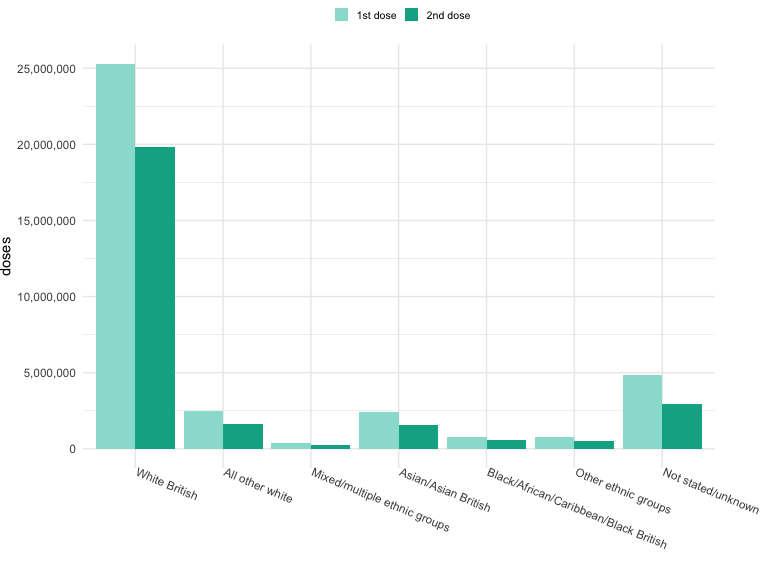 1st dose 2nd dose
25,000,000
20,000,000
15,000,000
10,000,000
5,000,000
0
doses
White British
All other white
Mixed/multiple ethnic groups
Asian/Asian British
Black/African/Caribbean/Black British
Other ethnic groups
Not stated/unknown